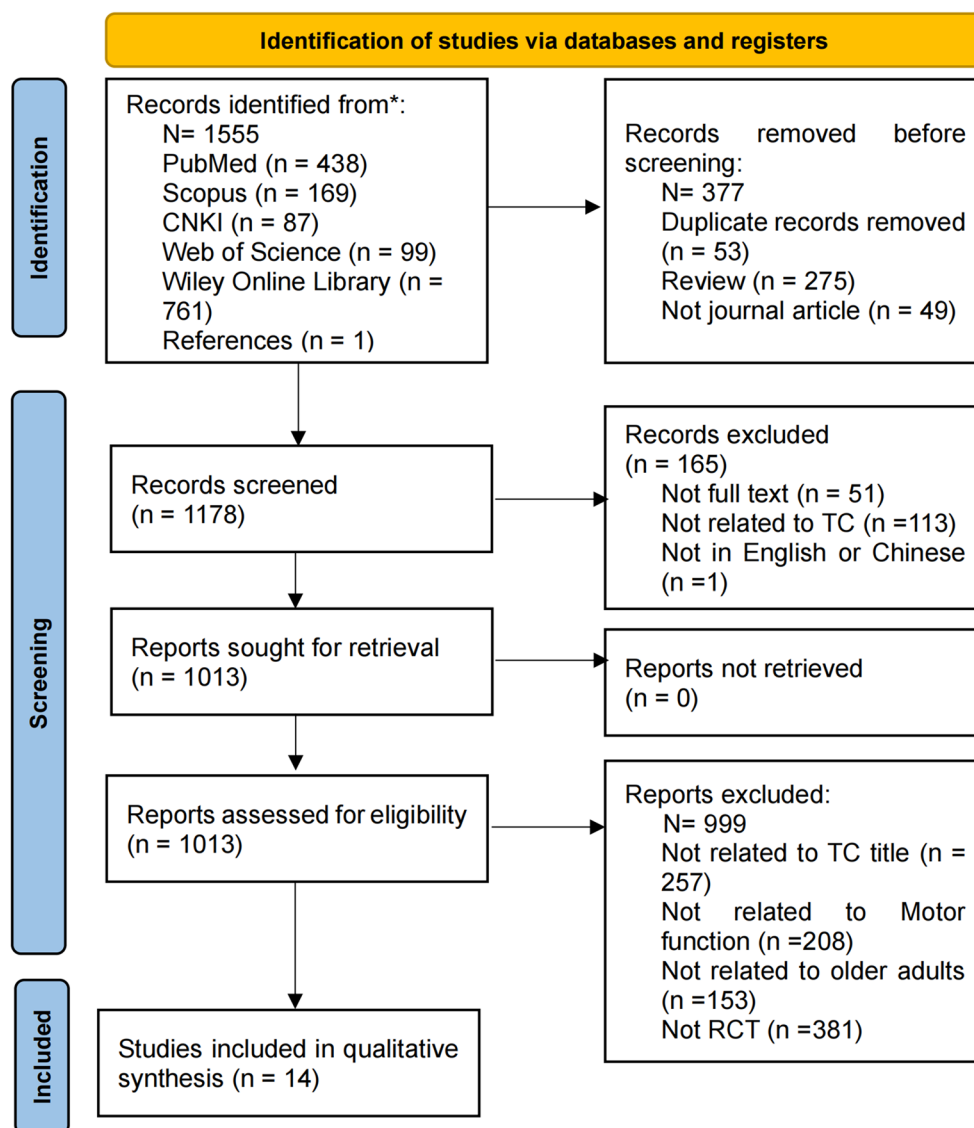 Identification of studies via databases and registers
Identification
Records identified from*:
N= 1555
PubMed (n = 438)
Scopus (n = 169)
CNKI (n = 87)
Web of Science (n = 99)
Wiley Online Library (n =
761)
References (n = 1)
Records removed before
screening:
N= 377
Duplicate records removed
(n = 53)
Review (n = 275)
Not journal article (n = 49)
Screening
Records screened
(n = 1178)
Records excluded
(n = 165)
Not full text (n = 51)
Not related to TC (n =113)
Not in English or Chinese
(n =1)
Reports sought for retrieval
(n = 1013)
Reports not retrieved
(n = 0)
Reports assessed for eligibility
(n = 1013)
Reports excluded:
N= 999
Not related to TC title (n =
257)
Not related to Motor
function (n =208)
Not related to older adults
(n =153)
Not RCT (n =381)
Included
Studies included in qualitative
synthesis (n = 14)